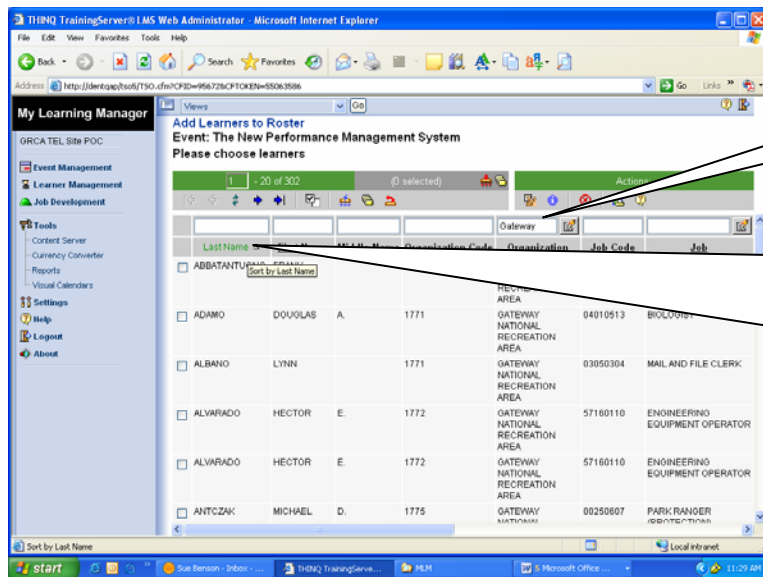 THINQ TrainingServer® LMS Web Administrator - Microsoft Internet Explorer
File Edit View Favorites Tools Help
Back Search Favorites
Address http://dentqap/tso5/TSO.cfm?CFID=95672&CFTOKEN=55063586 Go Links
My Learning Manager
GRCA TEL Site POC
Event Management
Learner Management
Job Development
Tools
Content Server
Currency Converter
Reports
Visual Calendars
Settings
Help
Logout
About
Views Go
Add Learners to Roster
Event: The New Performance Management System
Please choose learners
1 - 20 of 302 (0 selected) Actions
Gateway
Last Name Middle Name Organization Code Organization Job Code Job
Sort by Last Name
ABBATANTUONO FRANK
RECREATION
AREA
ADAMO DOUGLAS A. 1771 GATEWAY NATIONAL RECREATION AREA 04010513 BIOLOGIST
ALBANO LYNN 1771 GATEWAY NATIONAL RECREATION AREA 03050304 MAIL AND FILE CLERK
ALVARADO HECTOR E. 1772 GATEWAY NATIONAL RECREATION AREA 57160110 ENGINEERING EQUIPMENT OPERATOR
ALVARADO HECTOR E. 1772 GATEWAY NATIONAL RECREATION AREA 57160110 ENGINEERING EQUIPMENT OPERATOR
ANTCZAK MICHAEL D. 1775 GATEWAY NATIONAL 00250607 PARK RANGER (PROTECTION)
Sort by Last Name Local intranet
start Sue Benson - Inbox - ... THINQ TrainingServe... MLM 5 Microsoft Office ... 11:29 AM